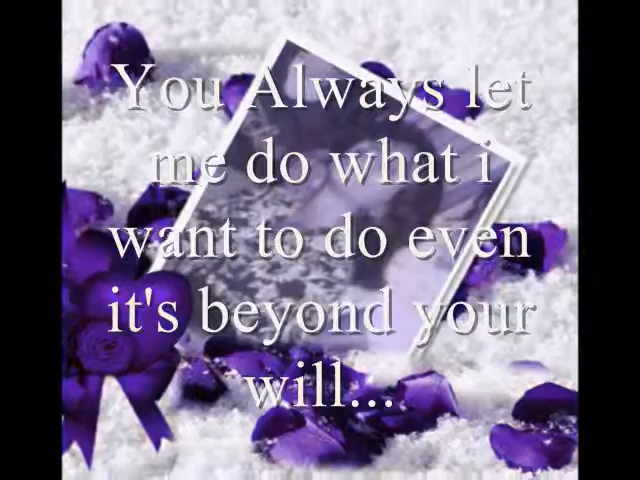 You Always let
me do what i
want to do even
it's beyond your
will...